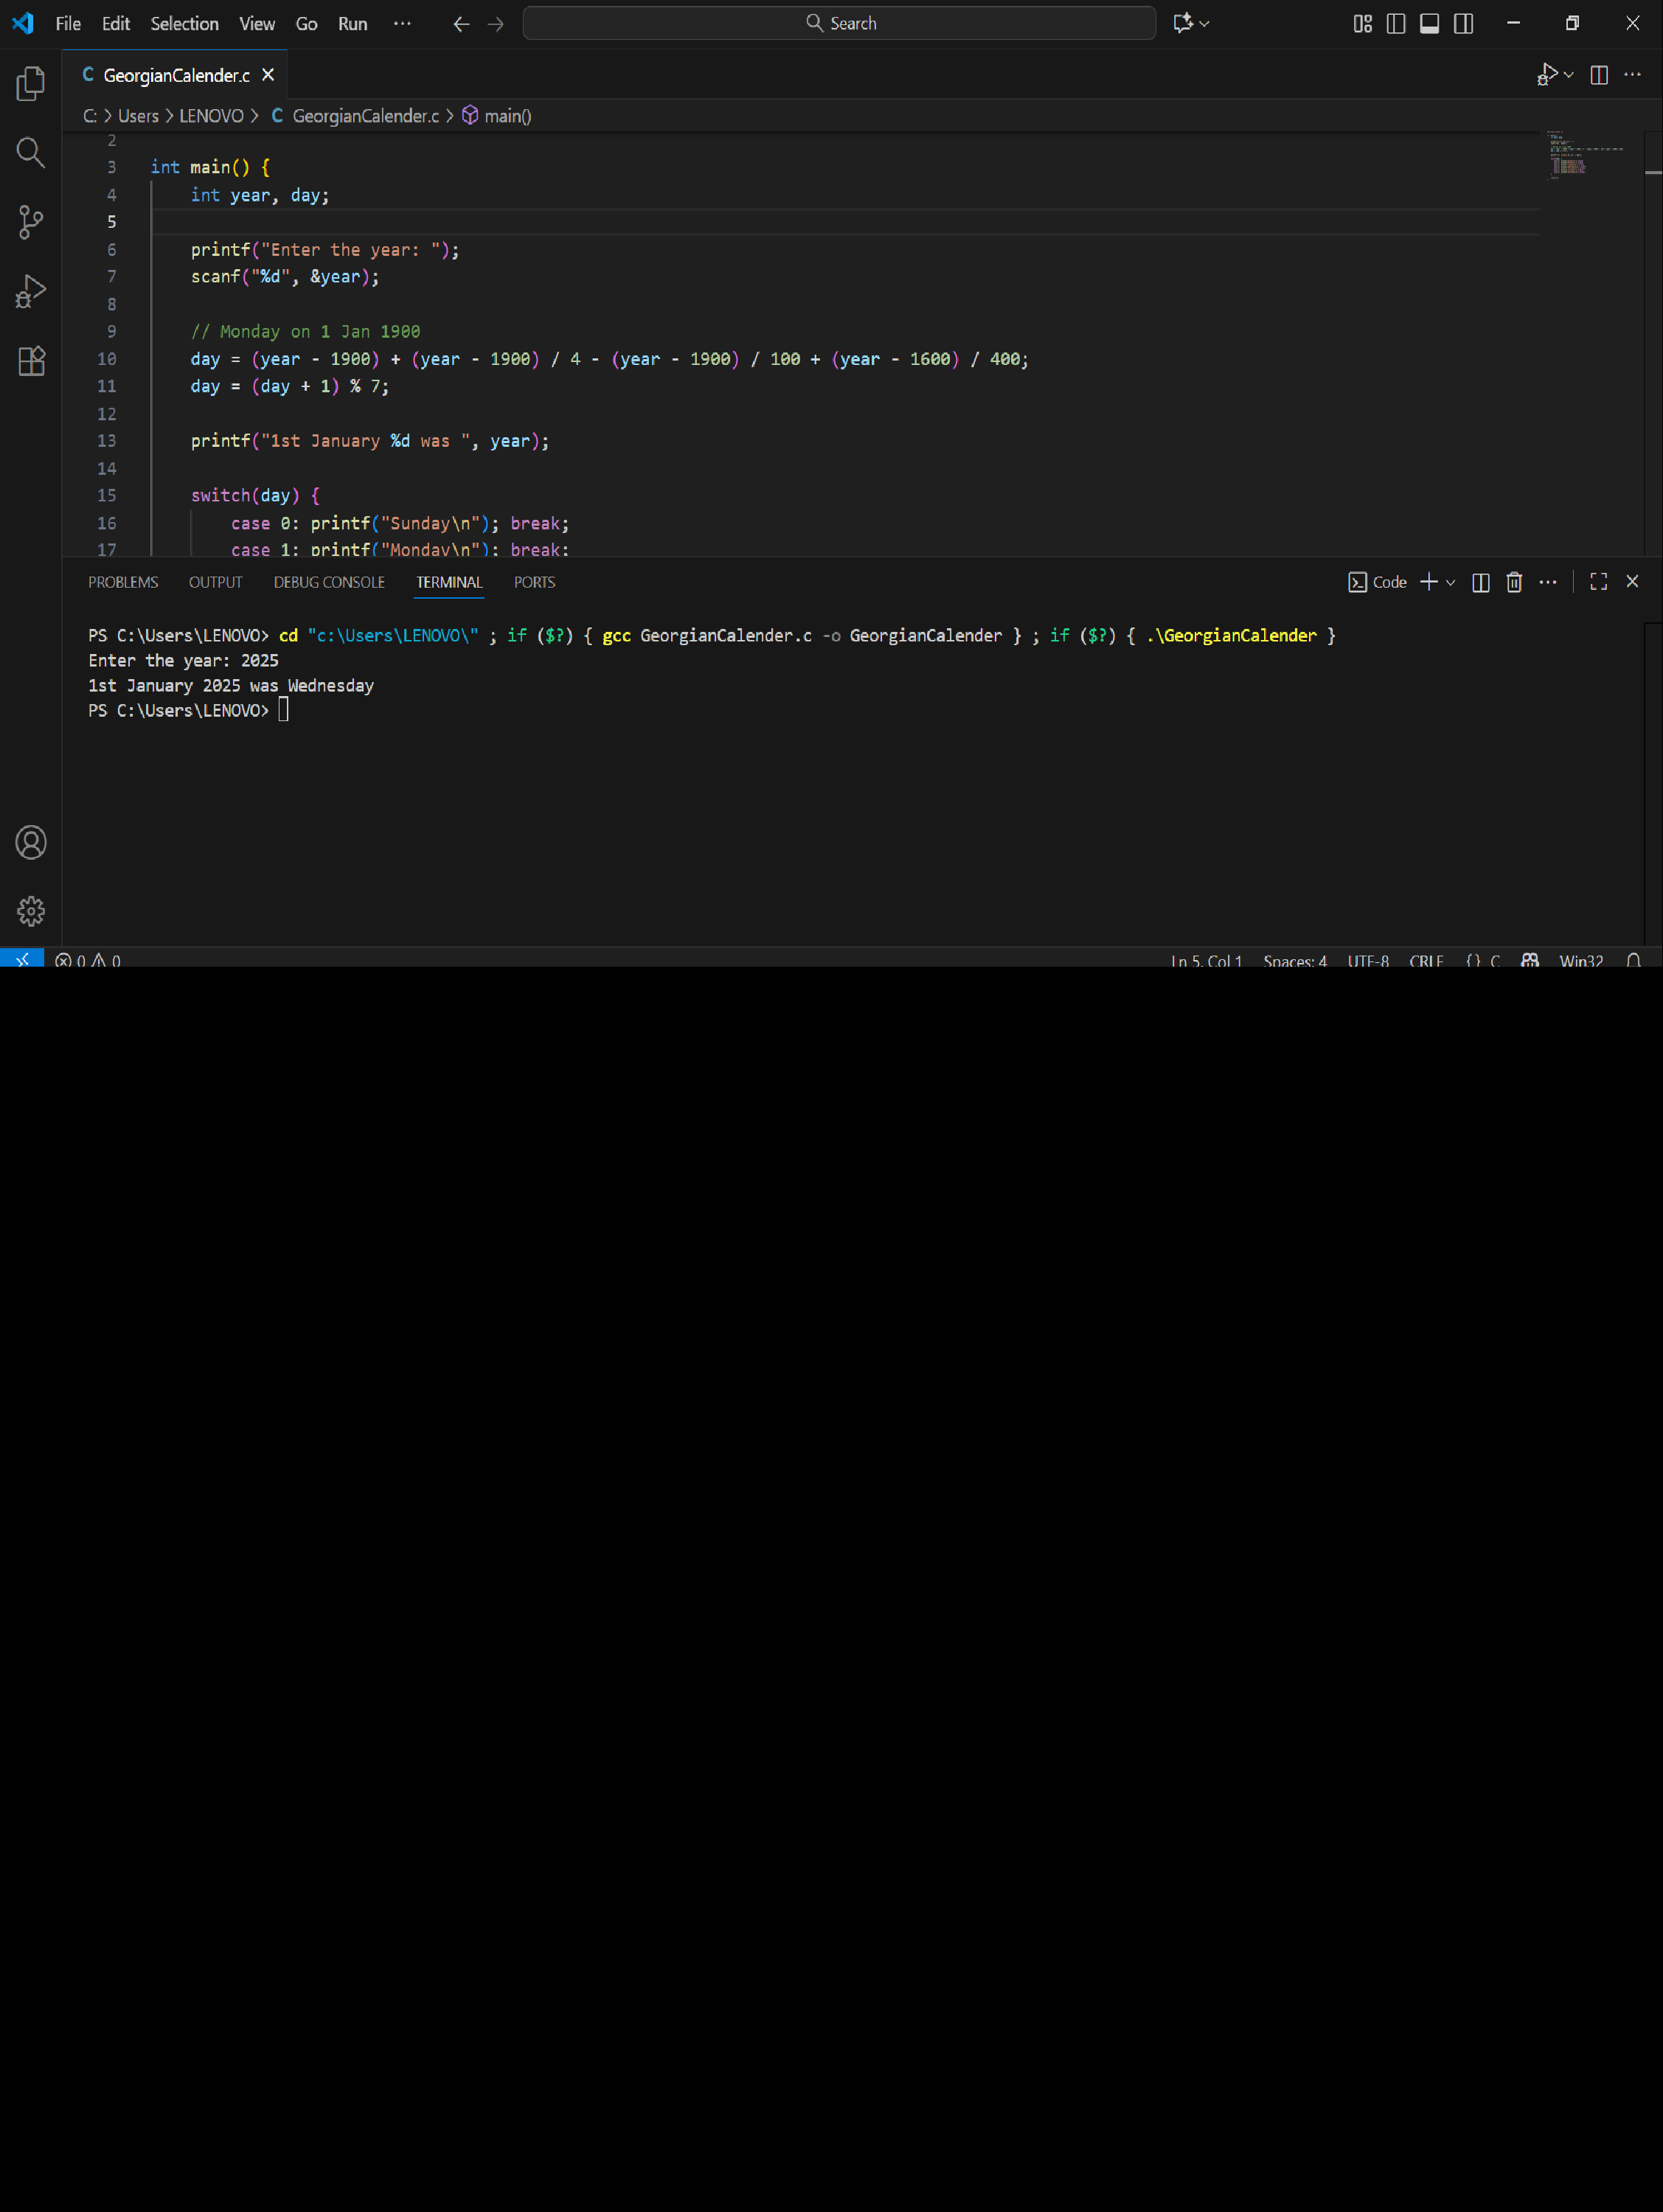 File Edit Selection View Go Run ··· Search
C GeorgianCalender.c
C: > Users > LENOVO > C GeorgianCalender.c > main()
2
3 int main() {
4 int year, day;
5
6 printf("Enter the year: ");
7 scanf("%d", &year);
8
9 // Monday on 1 Jan 1900
10 day = (year - 1900) + (year - 1900) / 4 - (year - 1900) / 100 + (year - 1600) / 400;
11 day = (day + 1) % 7;
12
13 printf("1st January %d was ", year);
14
15 switch(day) {
16 case 0: printf("Sunday\n"); break;
17 case 1: printf("Monday\n"); break;
PROBLEMS OUTPUT DEBUG CONSOLE TERMINAL PORTS Code
PS C:\Users\LENOVO> cd "c:\Users\LENOVO\" ; if ($?) { gcc GeorgianCalender.c -o GeorgianCalender } ; if ($?) { .\GeorgianCalender }
Enter the year: 2025
1st January 2025 was Wednesday
PS C:\Users\LENOVO>
0 0 Ln 5, Col 1 Spaces: 4 UTF-8 CRLF {} C Win32